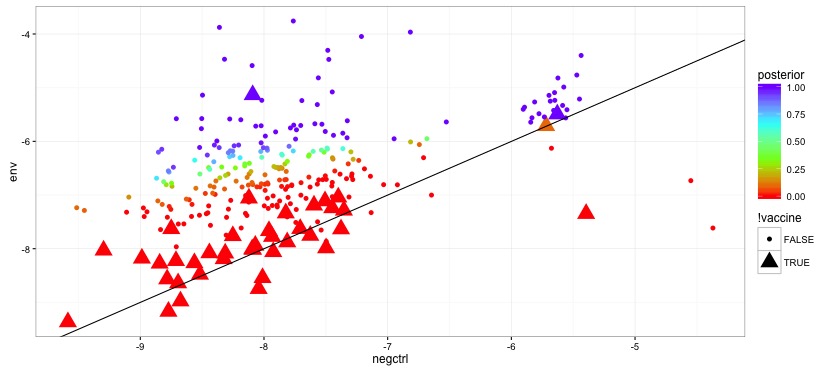 env
-4
-6
-8
-9
-8
-7
-6
-5
negctrl
posterior
1.00
0.75
0.50
0.25
0.00
!vaccine
FALSE
TRUE